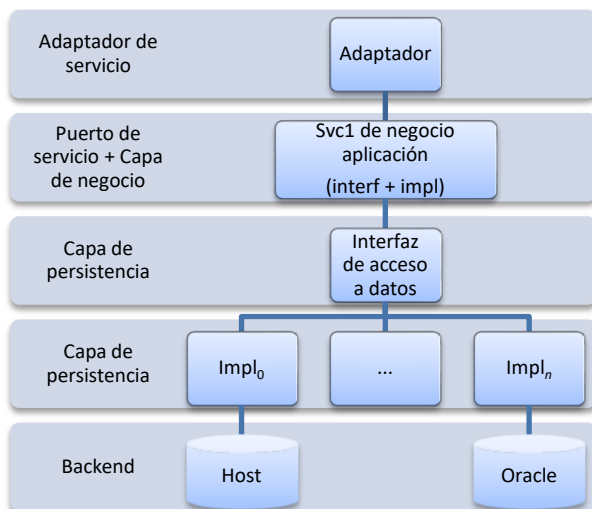 Adaptador de
servicio
Adaptador
Puerto de
servicio + Capa
de negocio
Svc1 de negocio
aplicación
(interf + impl)
Capa de
persistencia
Interfaz
de acceso
a datos
Capa de
persistencia
Impl₀
...
Implₙ
Backend
Host
Oracle